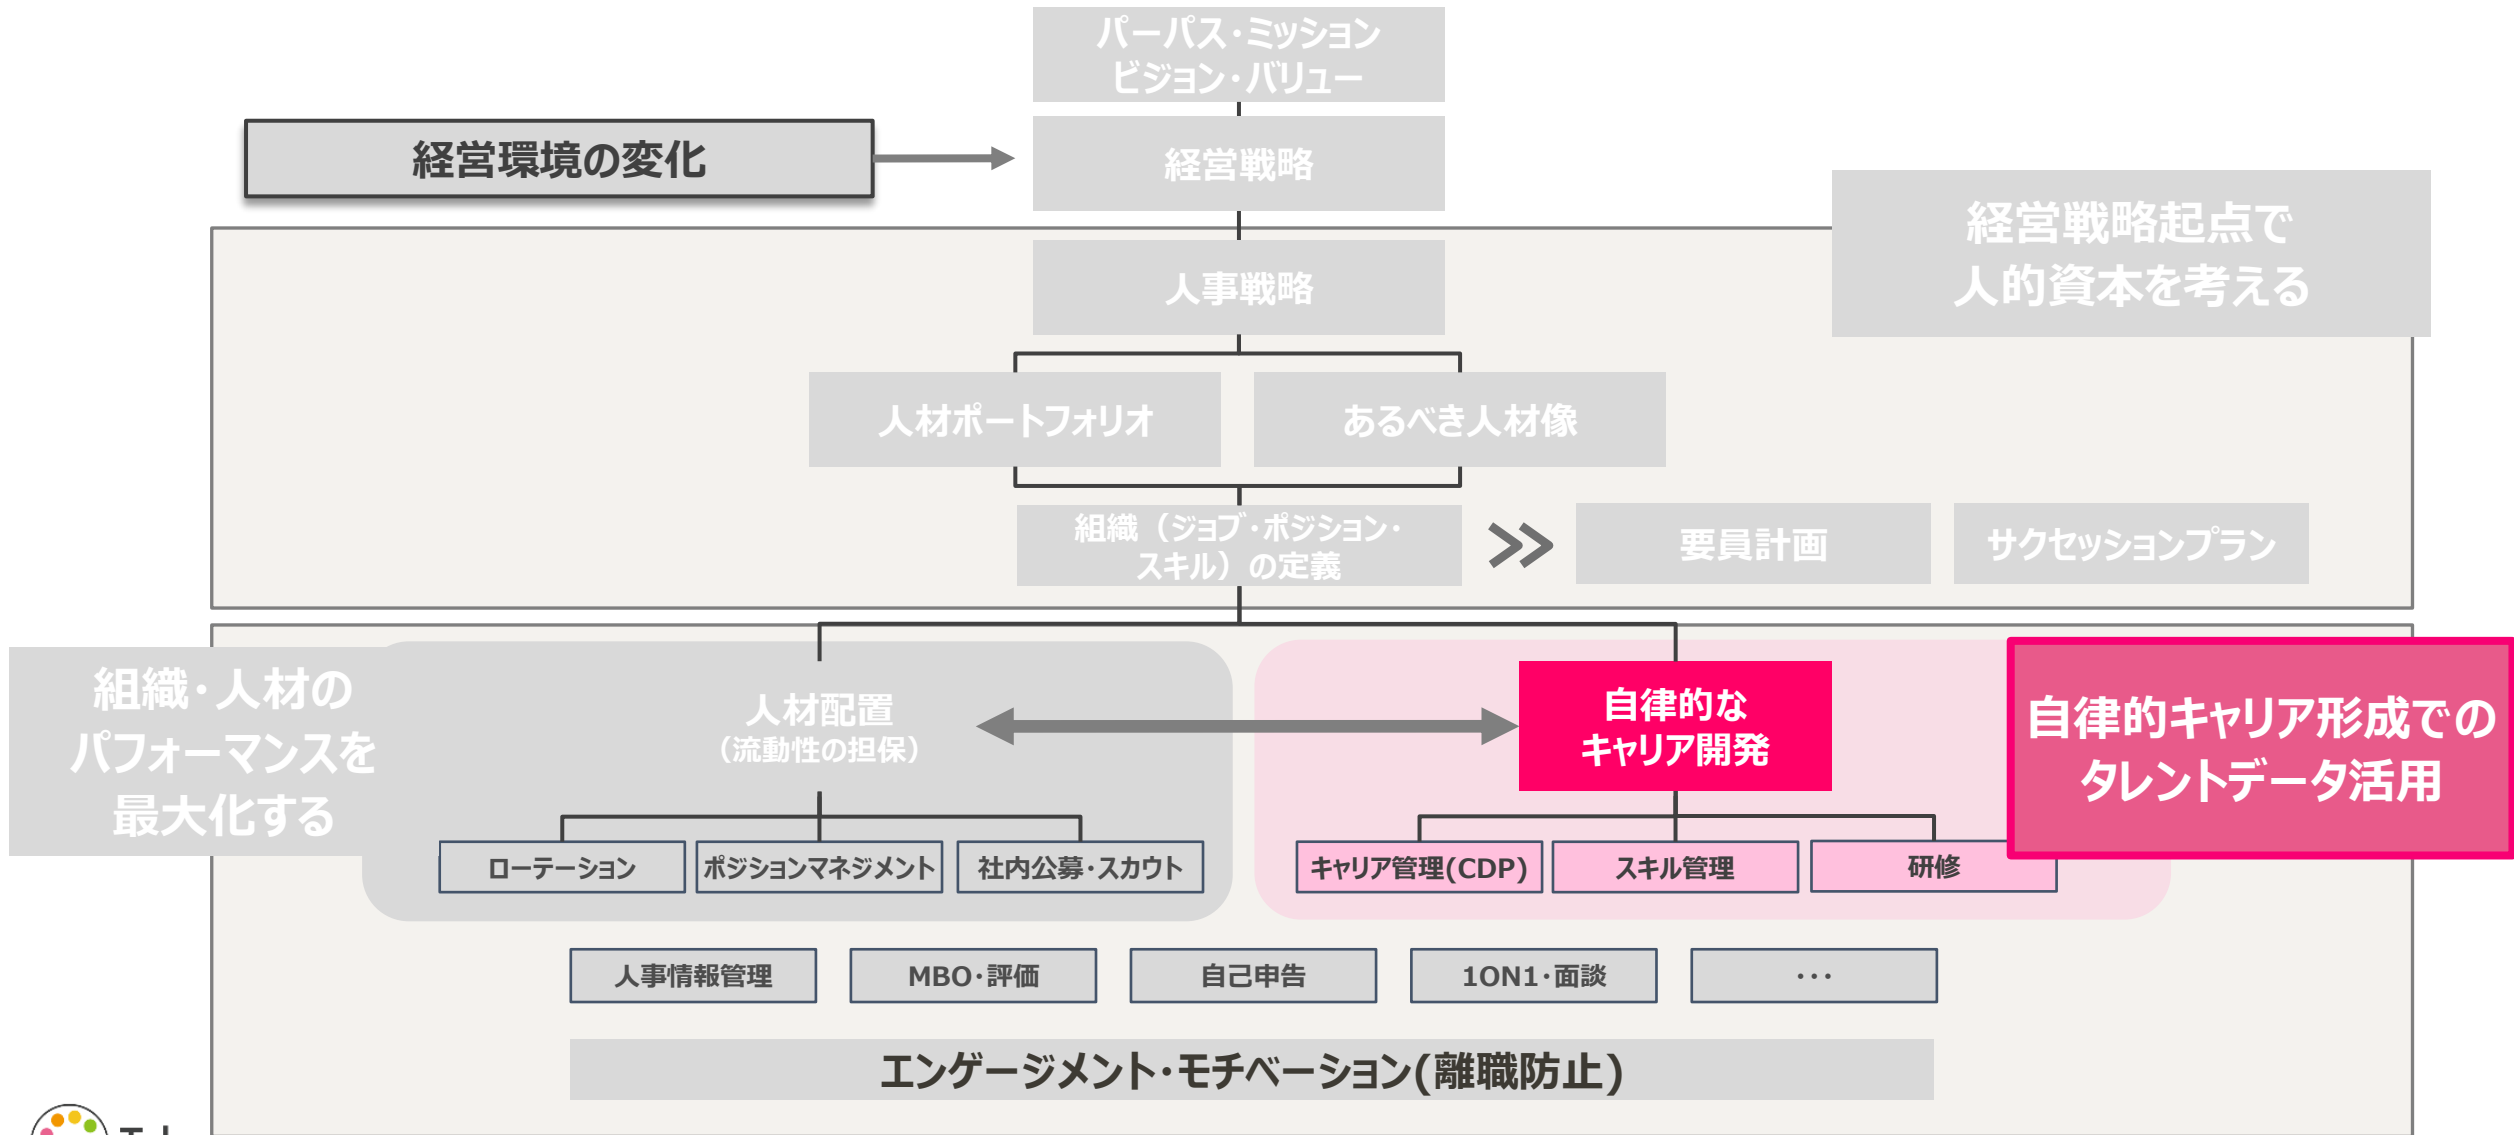 パーパス・ミッション
ビジョン・バリュー
経営環境の変化
経営戦略
経営戦略起点で
人的資本を考える
人事戦略
人材ポートフォリオ
あるべき人材像
組織（ジョブ・ポジション・
スキル）の定義
要員計画
サクセッションプラン
組織・人材の
パフォーマンスを
最大化する
人材配置
（流動性の担保）
自律的な
キャリア開発
自律的キャリア形成での
タレントデータ活用
ローテーション
ポジションマネジメント
社内公募・スカウト
キャリア管理(CDP)
スキル管理
研修
人事情報管理
MBO・評価
自己申告
1ON1・面談
・・・
エンゲージメント・モチベーション(離職防止)